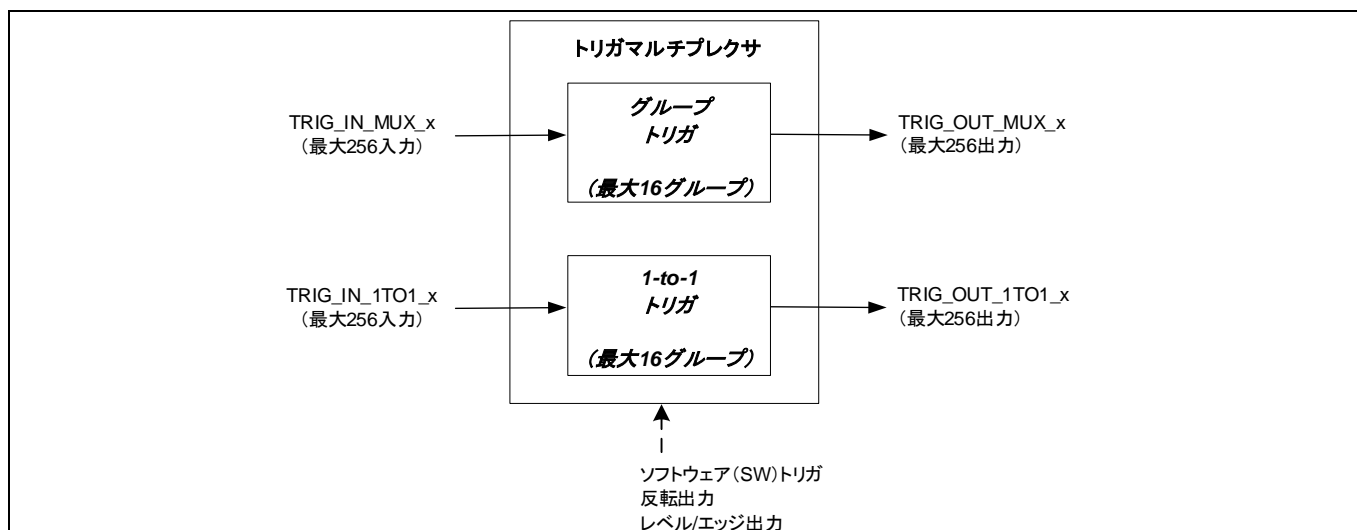 トリガマルチプレクサ
グループ
トリガ
（最大16グループ）
TRIG_IN_MUX_x
（最大256入力）
TRIG_OUT_MUX_x
（最大256出力）
1-to-1
トリガ
（最大16グループ）
TRIG_IN_1TO1_x
（最大256入力）
TRIG_OUT_1TO1_x
（最大256出力）
ソフトウェア（SW）トリガ
反転出力
レベル/エッジ出力